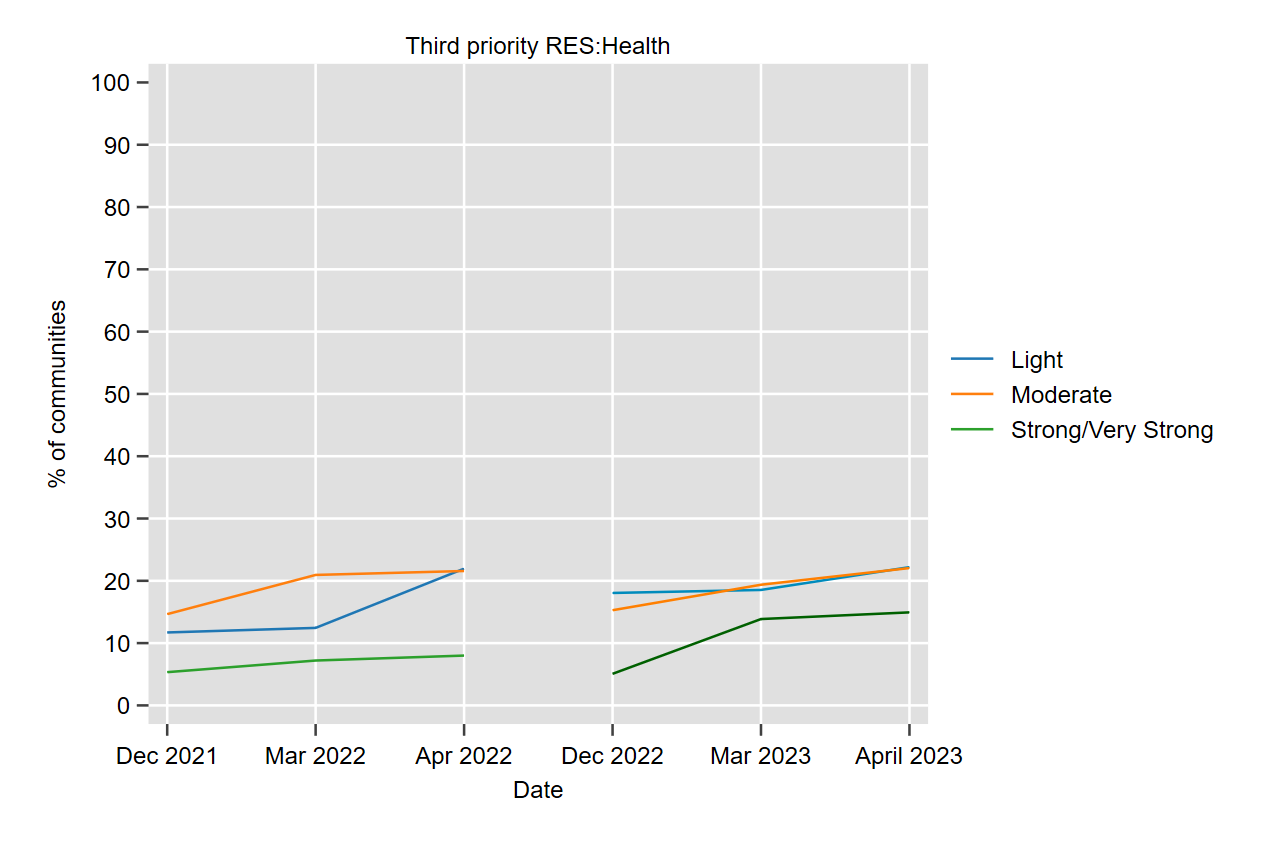 Third priority RES:Health
100
90
80
70
60
50
40
30
20
10
0
% of communities
Dec 2021
Mar 2022
Apr 2022
Dec 2022
Mar 2023
April 2023
Date
Light
Moderate
Strong/Very Strong